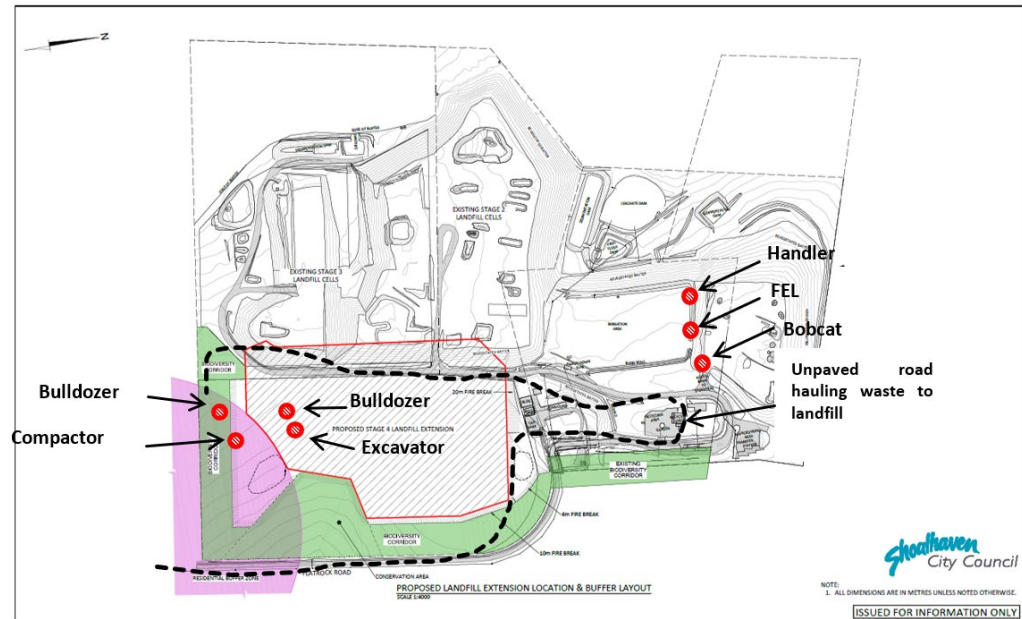 N
EXISTING STAGE 2
LANDFILL CELLS
EXISTING STAGE 3
LANDFILL CELLS
LEACHATE DAM
Handler
FEL
IRRIGATION
AREA
Bobcat
Unpaved road
hauling waste to
landfill
BIODIVERSITY
CORRIDOR
20m FIRE BREAK
Bulldozer
Bulldozer
PROPOSED STAGE 4 LANDFILL EXTENSION
Compactor
Excavator
EXISTING
BIODIVERSITY
CORRIDOR
6m FIRE BREAK
BIODIVERSITY
CORRIDOR
10m FIRE BREAK
FLATROCK ROAD
RESIDENTIAL BUFFER ZONE
CONSERVATION AREA
PROPOSED LANDFILL EXTENSION LOCATION & BUFFER LAYOUT
SCALE 1:4000
Shoalhaven
City Council
NOTE:
1. ALL DIMENSIONS ARE IN METRES UNLESS NOTED OTHERWISE.
ISSUED FOR INFORMATION ONLY